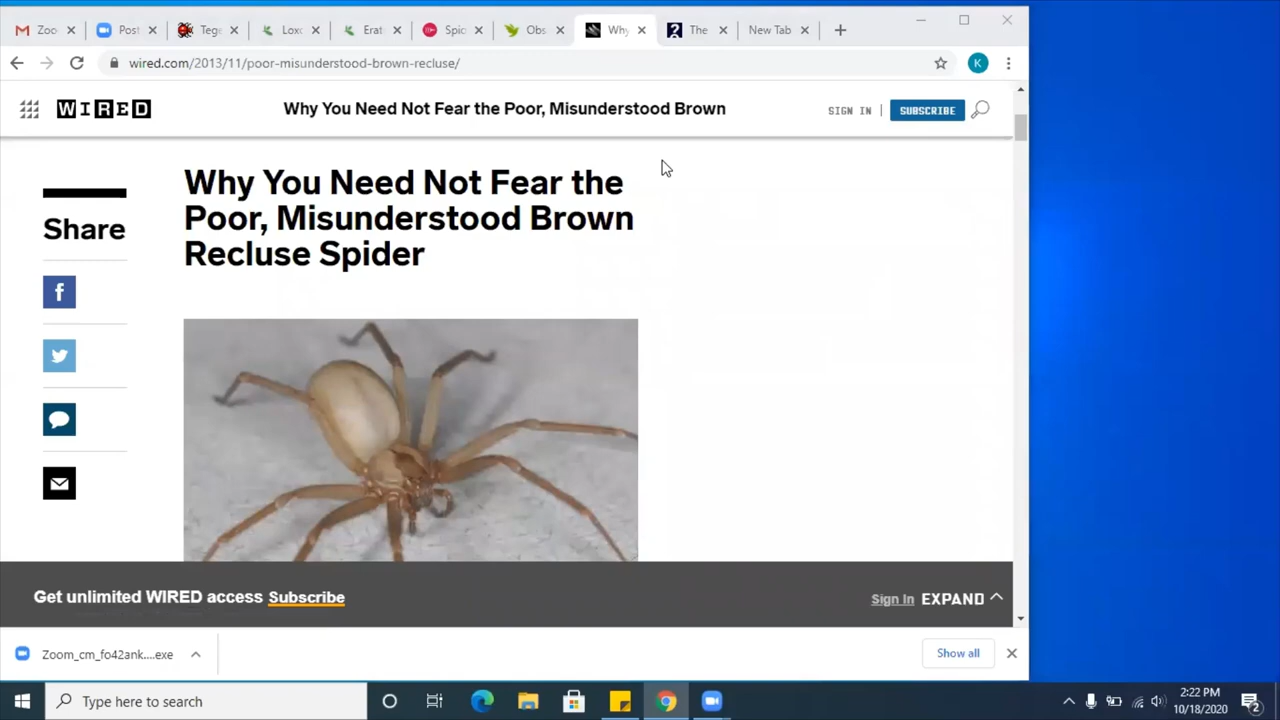 Zoo
Post
Tege
Loxo
Erat
Spic
Obs
Why
The
New Tab
wired.com/2013/11/poor-misunderstood-brown-recluse/
K
WIRED
Why You Need Not Fear the Poor, Misunderstood Brown
SIGN IN | SUBSCRIBE
Why You Need Not Fear the
Poor, Misunderstood Brown
Recluse Spider
Share
Get unlimited WIRED access Subscribe
Sign In EXPAND
Zoom_cm_fo42ank....exe
Show all
Type here to search
2:22 PM
10/18/2020
2